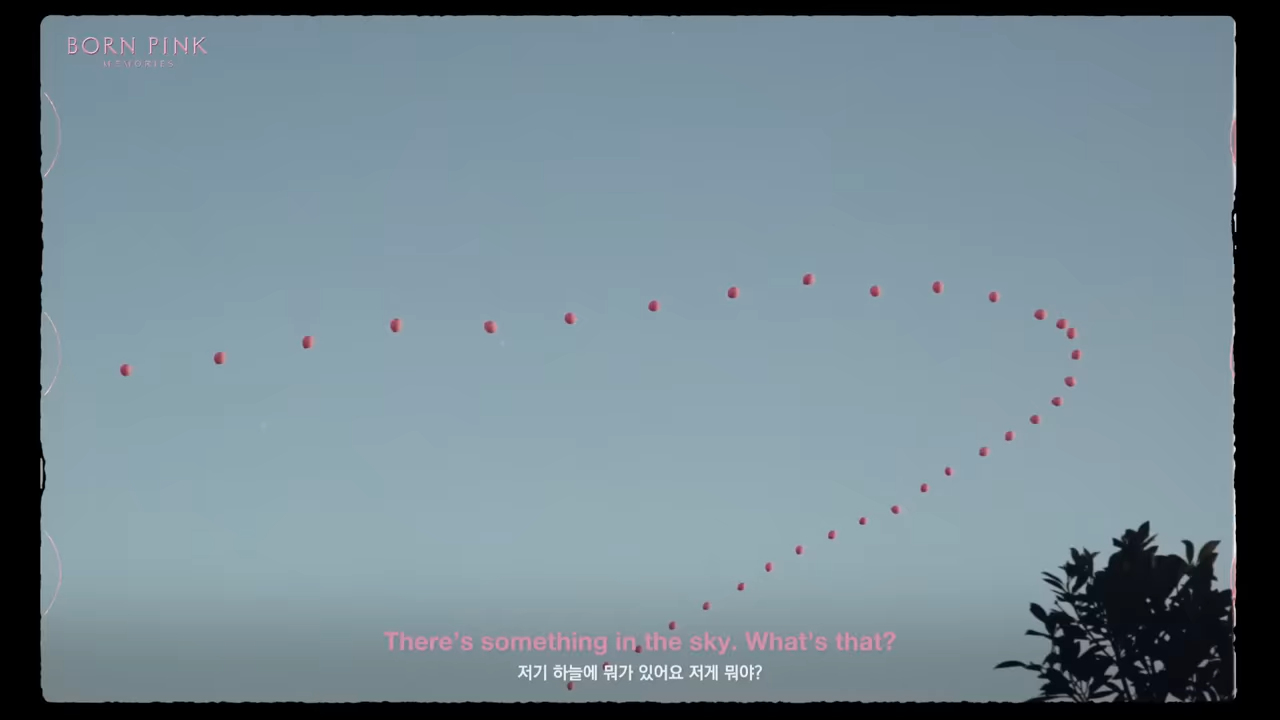 BORN PINK
MEMORIES
There's something in the sky. What's that?
저기 하늘에 뭐가 있어요 저게 뭐야?